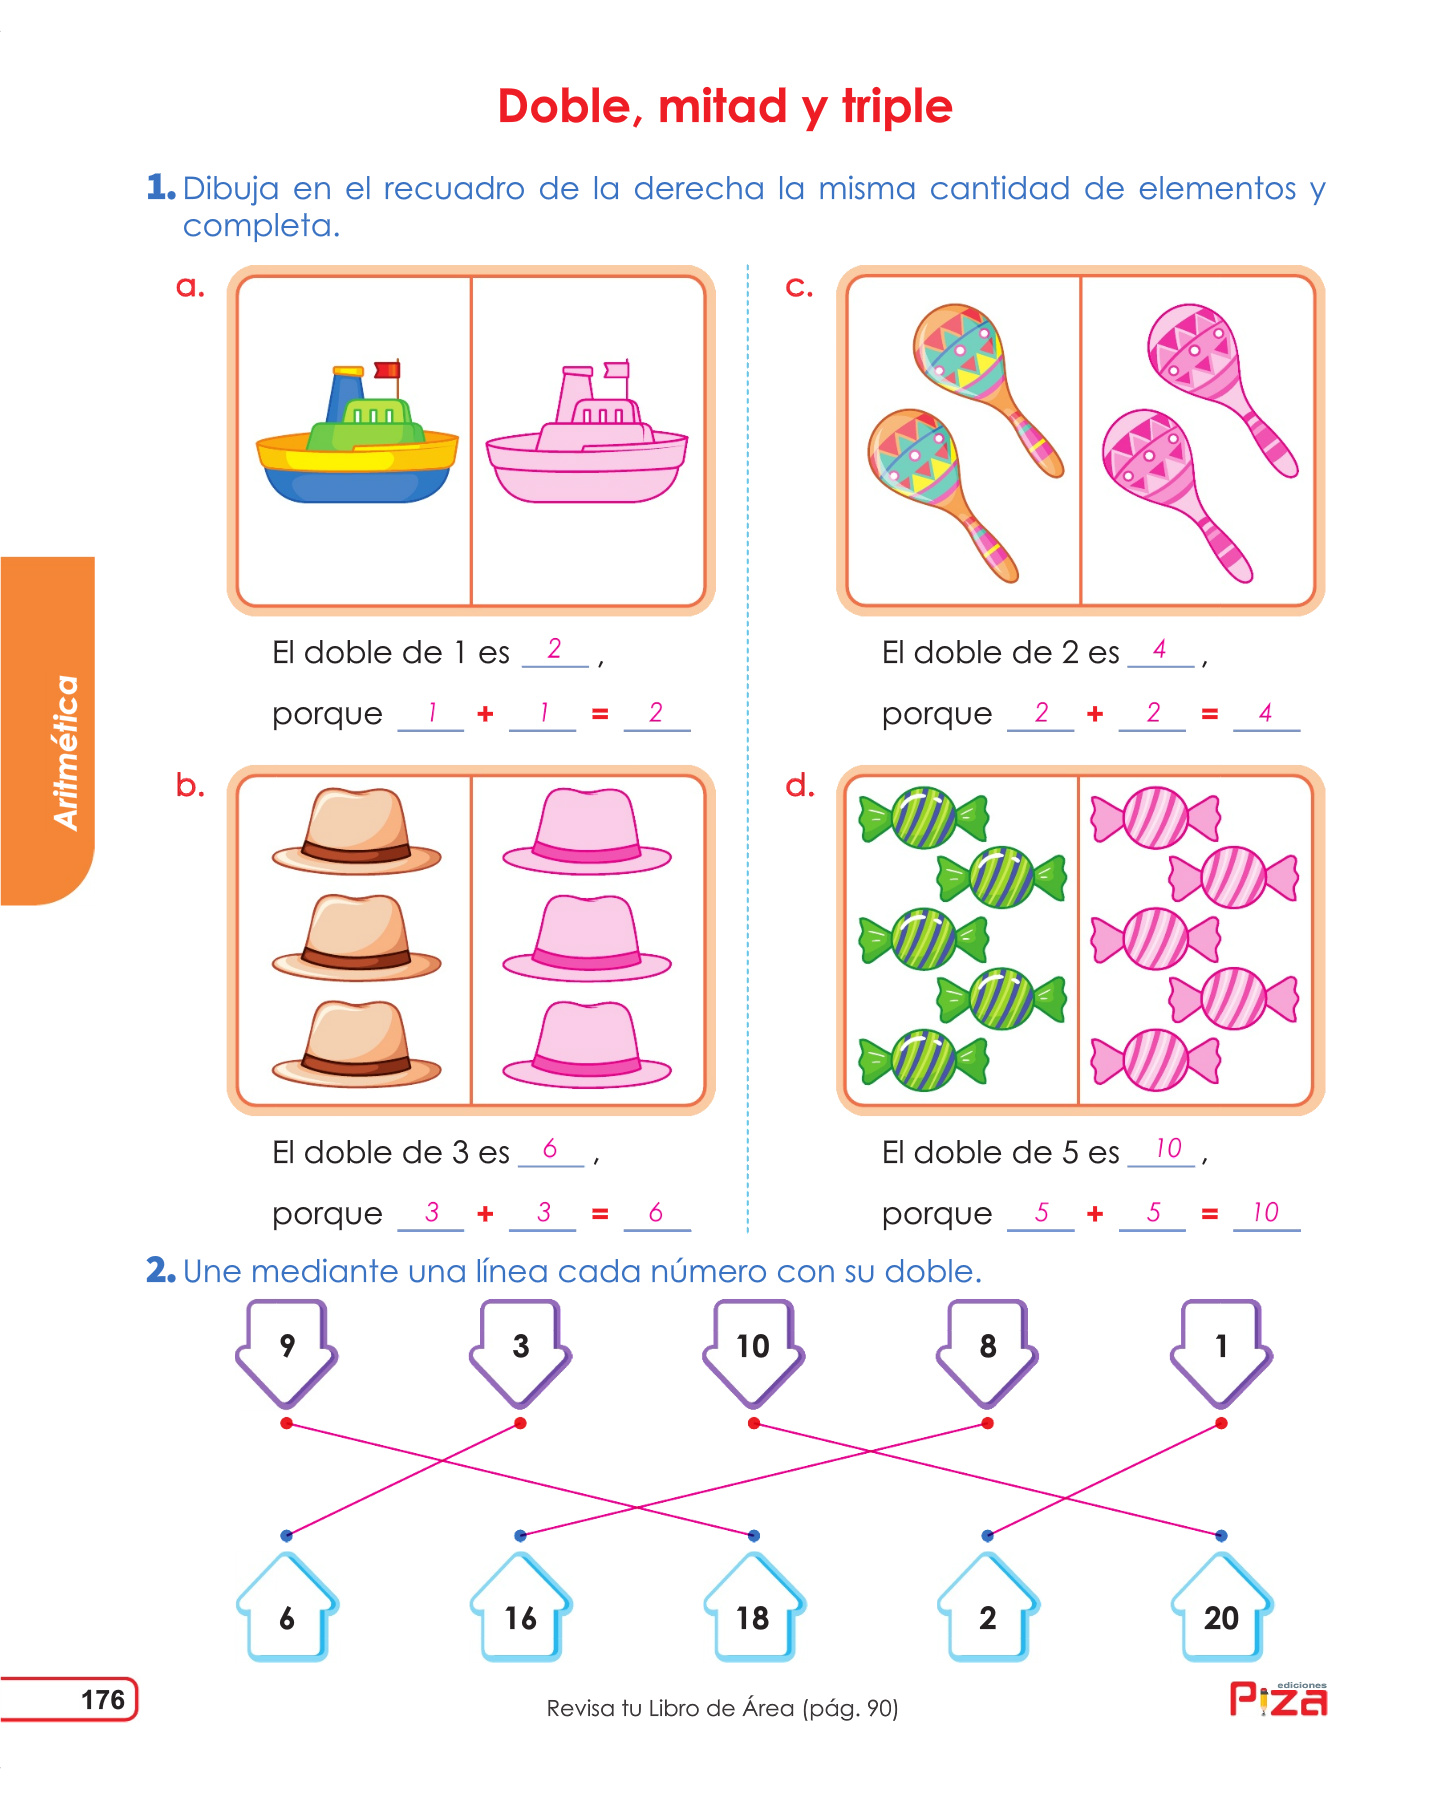 Doble, mitad y triple
1. Dibuja en el recuadro de la derecha la misma cantidad de elementos y
completa.
a.
El doble de 1 es 2 ,
porque 1 + 1 = 2
b.
El doble de 3 es 6 ,
porque 3 + 3 = 6
c.
El doble de 2 es 4 ,
porque 2 + 2 = 4
d.
El doble de 5 es 10 ,
porque 5 + 5 = 10
Aritmética
2. Une mediante una línea cada número con su doble.
9 3 10 8 1
6 16 18 2 20
176
Revisa tu Libro de Área (pág. 90)
ediciones
Piza